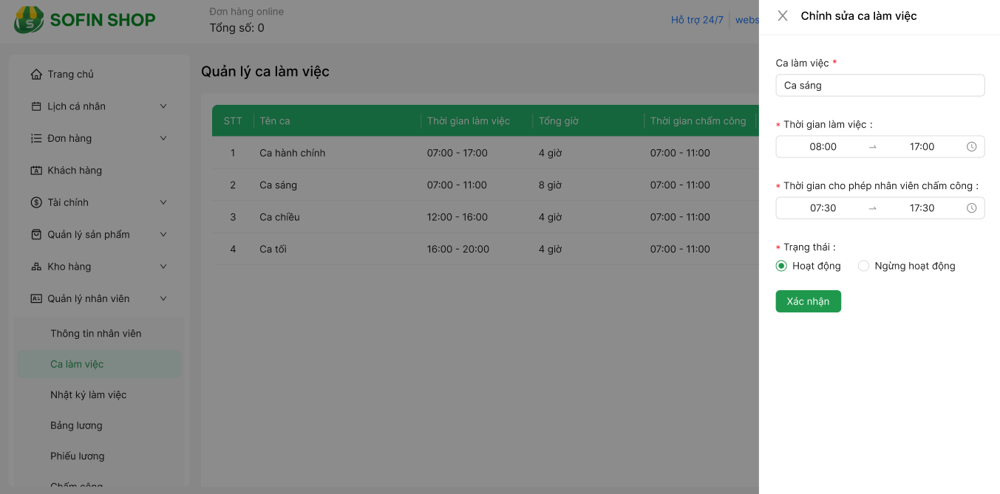 SOFIN SHOP
Đơn hàng online
Tổng số: 0
Hỗ trợ 24/7
webs
Trang chủ
Lịch cá nhân
Đơn hàng
Khách hàng
Tài chính
Quản lý sản phẩm
Kho hàng
Quản lý nhân viên
Thông tin nhân viên
Ca làm việc
Nhật ký làm việc
Bảng lương
Phiếu lương
Chấm công
Quản lý ca làm việc
STT Tên ca Thời gian làm việc Tổng giờ Thời gian chấm công
1 Ca hành chính 07:00 - 17:00 4 giờ 07:00 - 11:00
2 Ca sáng 07:00 - 11:00 8 giờ 07:00 - 11:00
3 Ca chiều 12:00 - 16:00 4 giờ 07:00 - 11:00
4 Ca tối 16:00 - 20:00 4 giờ 07:00 - 11:00
Chỉnh sửa ca làm việc
Ca làm việc *
Ca sáng
* Thời gian làm việc :
08:00 → 17:00
* Thời gian cho phép nhân viên chấm công :
07:30 → 17:30
* Trạng thái :
Hoạt động Ngừng hoạt động
Xác nhận